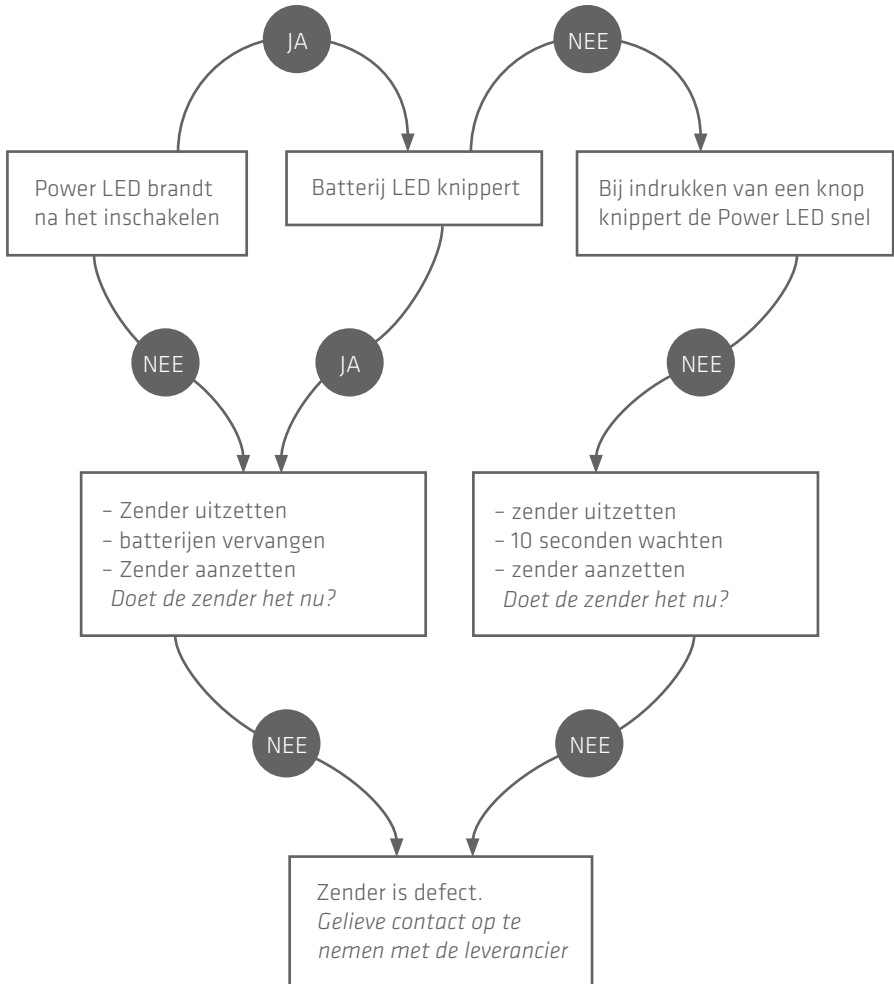 JA
NEE
Power LED brandt
na het inschakelen
Batterij LED knippert
Bij indrukken van een knop
knippert de Power LED snel
NEE
JA
NEE
– Zender uitzetten
– batterijen vervangen
– Zender aanzetten
Doet de zender het nu?
– zender uitzetten
– 10 seconden wachten
– zender aanzetten
Doet de zender het nu?
NEE
NEE
Zender is defect.
Gelieve contact op te
nemen met de leverancier